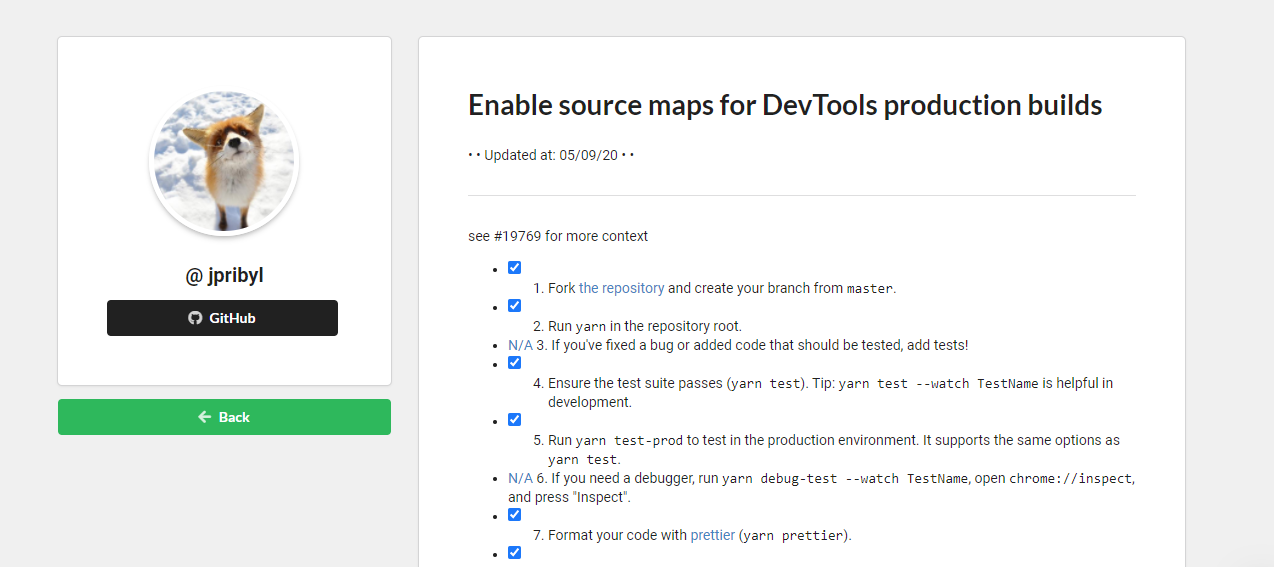 @ jpribyl
GitHub
Back
Enable source maps for DevTools production builds
• • Updated at: 05/09/20 • •
see #19769 for more context
1. Fork the repository and create your branch from master.
2. Run yarn in the repository root.
N/A 3. If you've fixed a bug or added code that should be tested, add tests!
4. Ensure the test suite passes (yarn test). Tip: yarn test --watch TestName is helpful in
development.
5. Run yarn test-prod to test in the production environment. It supports the same options as
yarn test.
N/A 6. If you need a debugger, run yarn debug-test --watch TestName, open chrome://inspect,
and press "Inspect".
7. Format your code with prettier (yarn prettier).